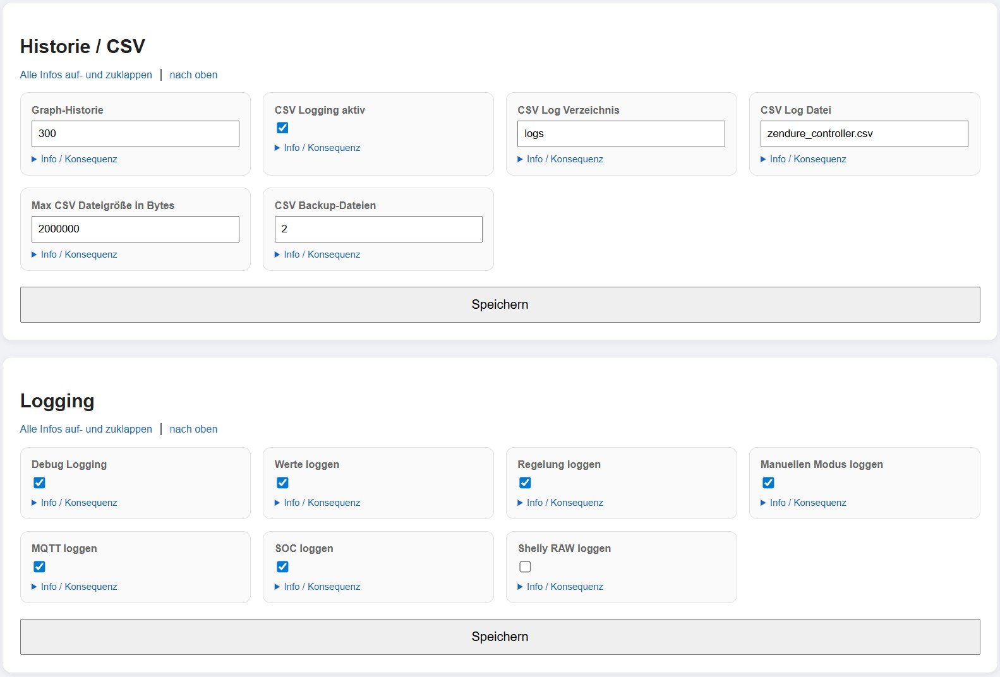 Historie / CSV
Alle Infos auf- und zuklappen | nach oben
Graph-Historie
300
Info / Konsequenz
CSV Logging aktiv
Info / Konsequenz
CSV Log Verzeichnis
logs
Info / Konsequenz
CSV Log Datei
zendure_controller.csv
Info / Konsequenz
Max CSV Dateigröße in Bytes
2000000
Info / Konsequenz
CSV Backup-Dateien
2
Info / Konsequenz
Speichern
Logging
Alle Infos auf- und zuklappen | nach oben
Debug Logging
Info / Konsequenz
Werte loggen
Info / Konsequenz
Regelung loggen
Info / Konsequenz
Manuellen Modus loggen
Info / Konsequenz
MQTT loggen
Info / Konsequenz
SOC loggen
Info / Konsequenz
Shelly RAW loggen
Info / Konsequenz
Speichern